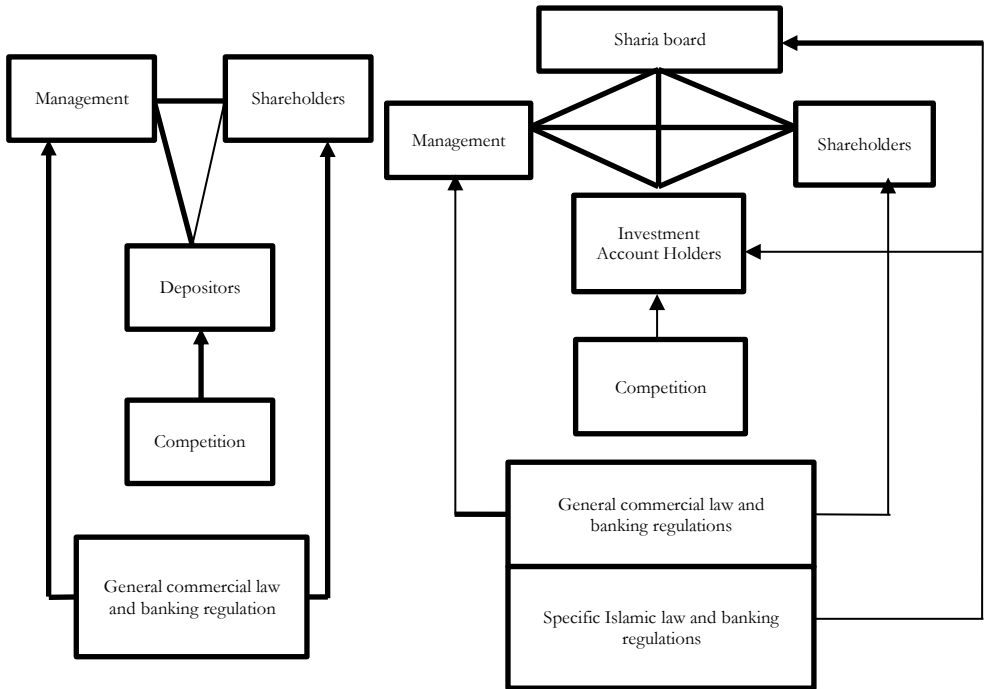 Management
Shareholders
Depositors
Competition
General commercial law
and banking regulation
Sharia board
Management
Shareholders
Investment
Account Holders
Competition
General commercial law and
banking regulations
Specific Islamic law and banking
regulations